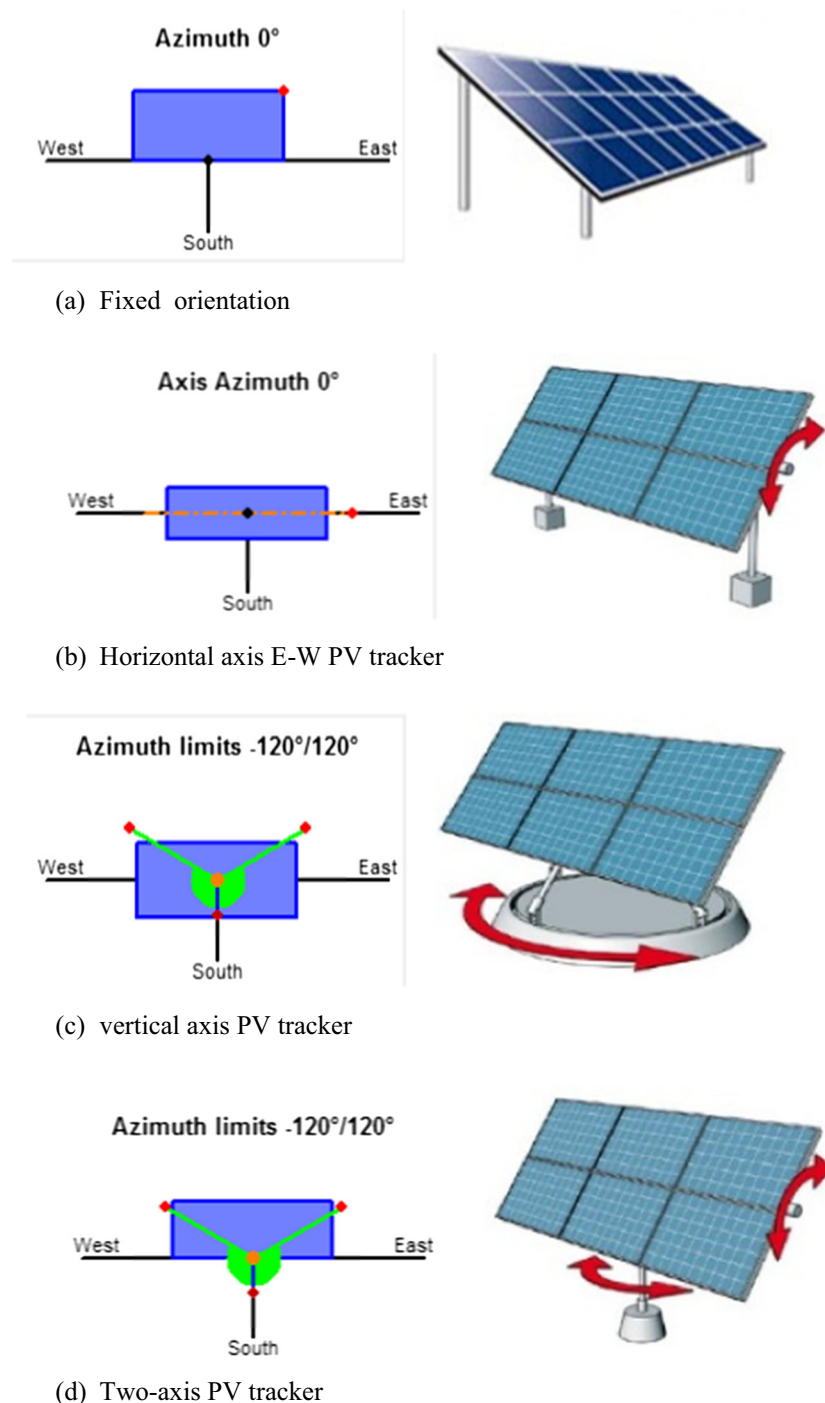 Azimuth 0°
West East
South
(a) Fixed orientation
Axis Azimuth 0°
West East
South
(b) Horizontal axis E-W PV tracker
Azimuth limits -120°/120°
West East
South
(c) vertical axis PV tracker
Azimuth limits -120°/120°
West East
South
(d) Two-axis PV tracker